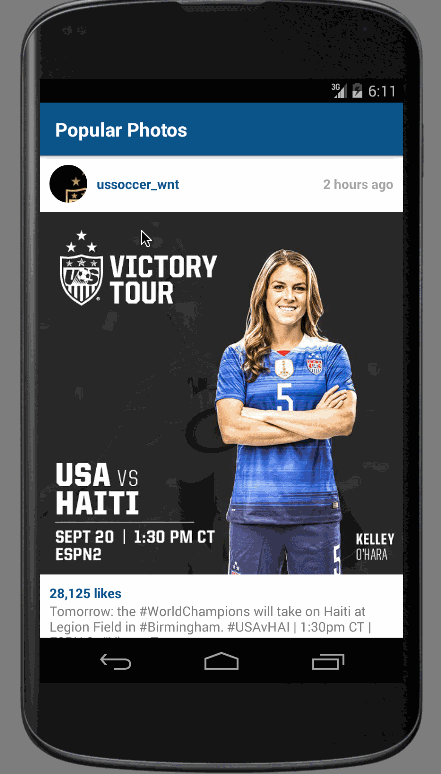 3G 6:11
Popular Photos
ussoccer_wnt 2 hours ago
VICTORY
TOUR
5
USA VS
HAITI
SEPT 20 | 1:30 PM CT
ESPN2
KELLEY
O'HARA
28,125 likes
Tomorrow: the #WorldChampions will take on Haiti at
Legion Field in #Birmingham. #USAvHAI | 1:30pm CT |